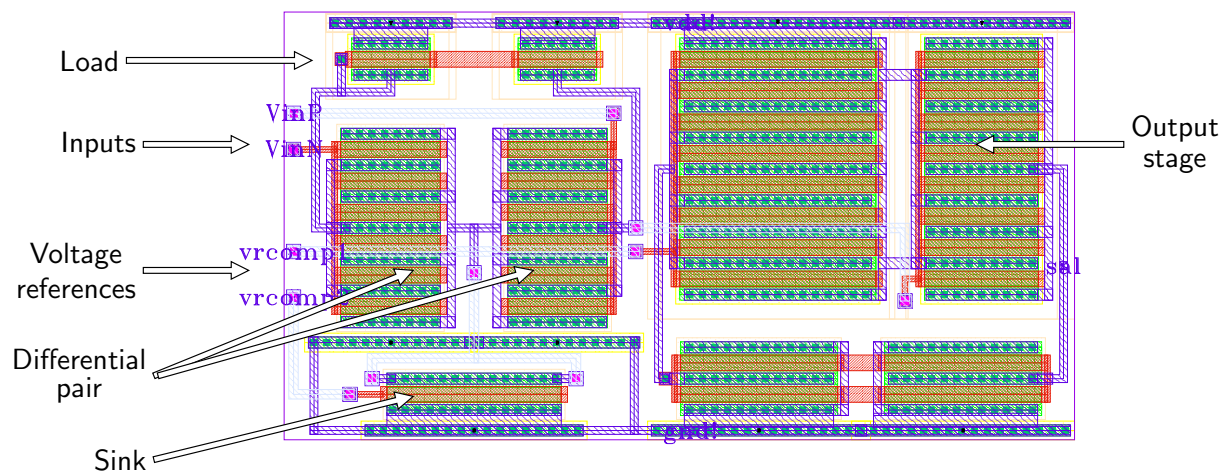 vdd!
Load
VinP
Inputs
VinN
Output
stage
Voltage
references
vrcomp1
sal
Differential
pair
gnd!
Sink